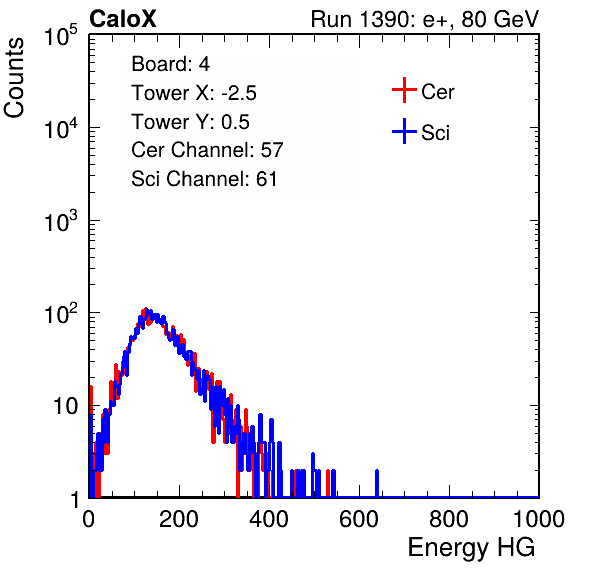 CaloX Run 1390: e+, 80 GeV
Counts
10^5
10^4
10^3
10^2
10
1
Board: 4
Tower X: -2.5
Tower Y: 0.5
Cer Channel: 57
Sci Channel: 61
Cer
Sci
0 200 400 600 800 1000
Energy HG